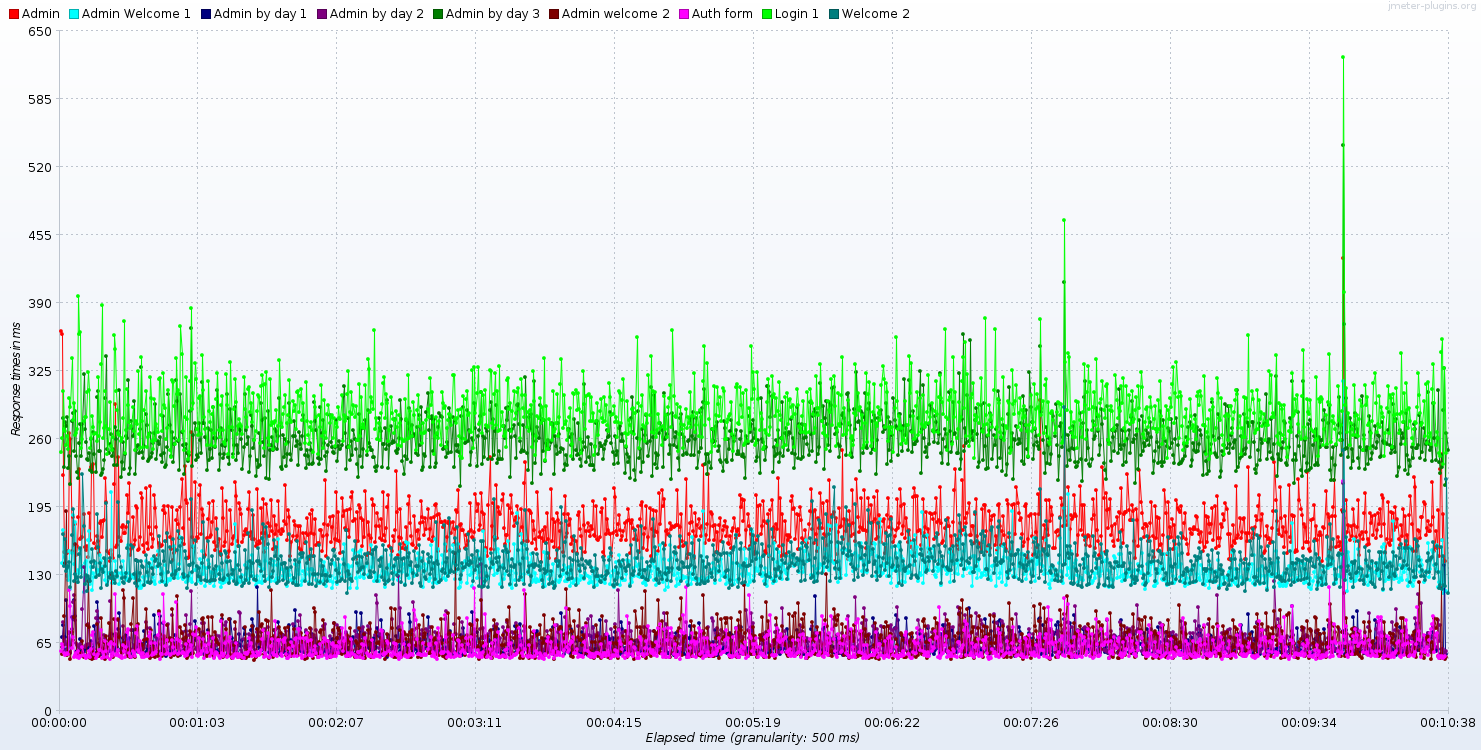 jmeter-plugins.org
Admin Admin Welcome 1 Admin by day 1 Admin by day 2 Admin by day 3 Admin welcome 2 Auth form Login 1 Welcome 2
650
585
520
455
390
325
260
195
130
65
0
Response times in ms
00:00:00 00:01:03 00:02:07 00:03:11 00:04:15 00:05:19 00:06:22 00:07:26 00:08:30 00:09:34 00:10:38
Elapsed time (granularity: 500 ms)